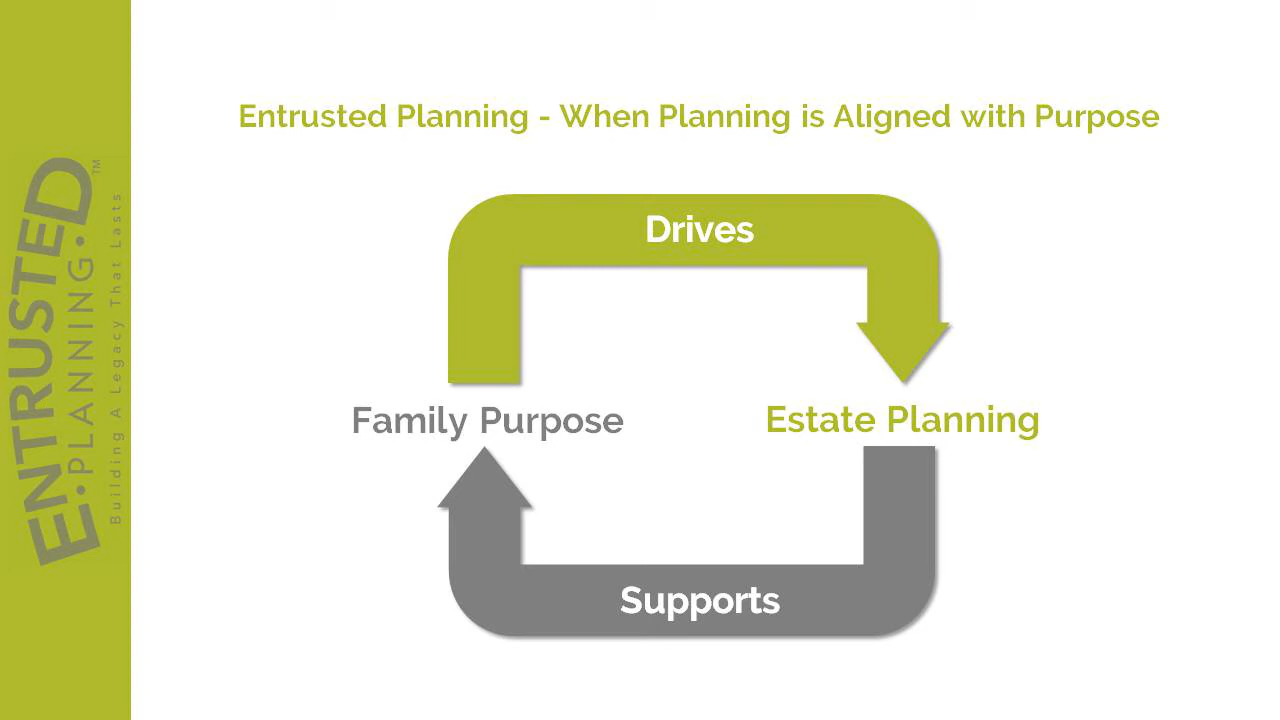 Entrusted Planning - When Planning is Aligned with Purpose
Drives
Family Purpose
Estate Planning
Supports
ENTRUSTED
PLANNING
TM
Building A Legacy That Lasts